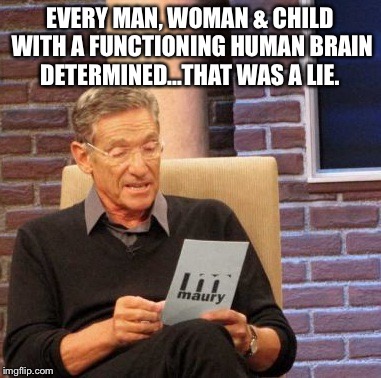 EVERY MAN, WOMAN & CHILD
WITH A FUNCTIONING HUMAN BRAIN
DETERMINED...THAT WAS A LIE.
maury
imgflip.com